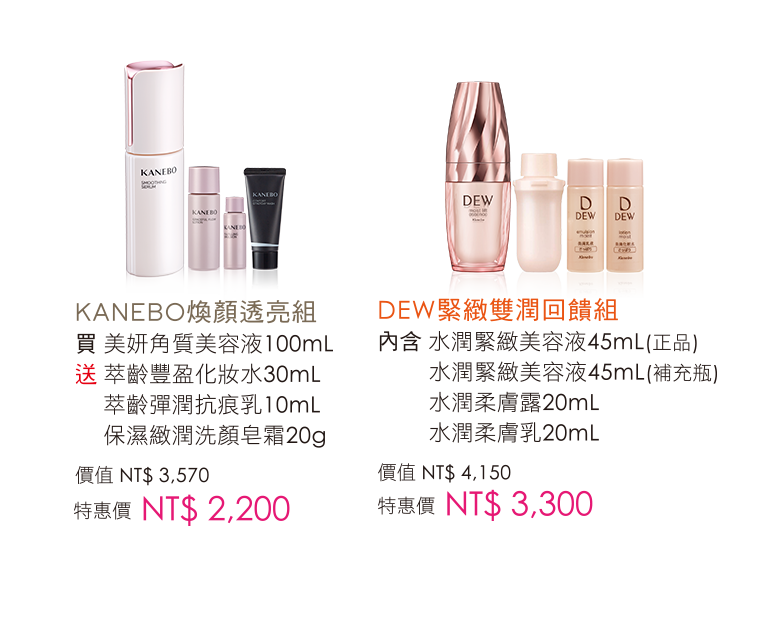 KANEBO
SMOOTHING
SERUM
KANEBO
KANEBO
KANEBO
DEW
DEW
D
DEW
KANEBO煥顏透亮組
買 美妍角質美容液100mL
送 萃齡豐盈化妝水30mL
萃齡彈潤抗痕乳10mL
保濕緻潤洗顏皂霜20g
價值 NT$ 3,570
特惠價 NT$ 2,200
DEW緊緻雙潤回饋組
內含 水潤緊緻美容液45mL(正品)
水潤緊緻美容液45mL(補充瓶)
水潤柔膚露20mL
水潤柔膚乳20mL
價值 NT$ 4,150
特惠價 NT$ 3,300